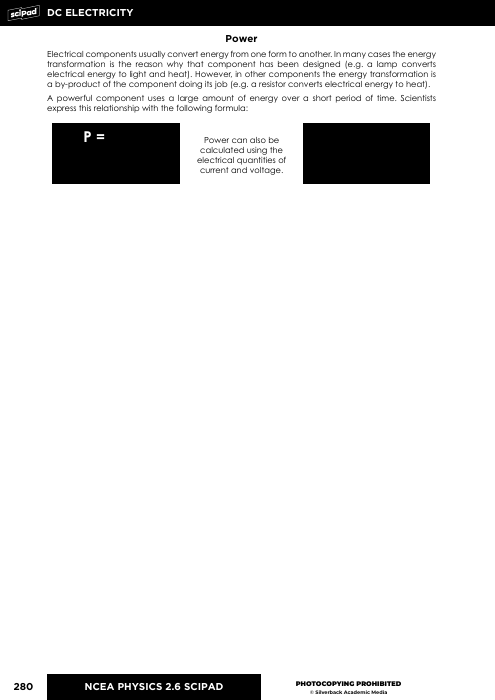 scipad
DC ELECTRICITY
Power
Electrical components usually convert energy from one form to another. In many cases the energy
transformation is the reason why that component has been designed (e.g. a lamp converts
electrical energy to light and heat). However, in other components the energy transformation is
a by-product of the component doing its job (e.g. a resistor converts electrical energy to heat).
A powerful component uses a large amount of energy over a short period of time. Scientists
express this relationship with the following formula:
P =
Power can also be
calculated using the
electrical quantities of
current and voltage.
280
NCEA PHYSICS 2.6 SCIPAD
PHOTOCOPYING PROHIBITED
© Silverback Academic Media